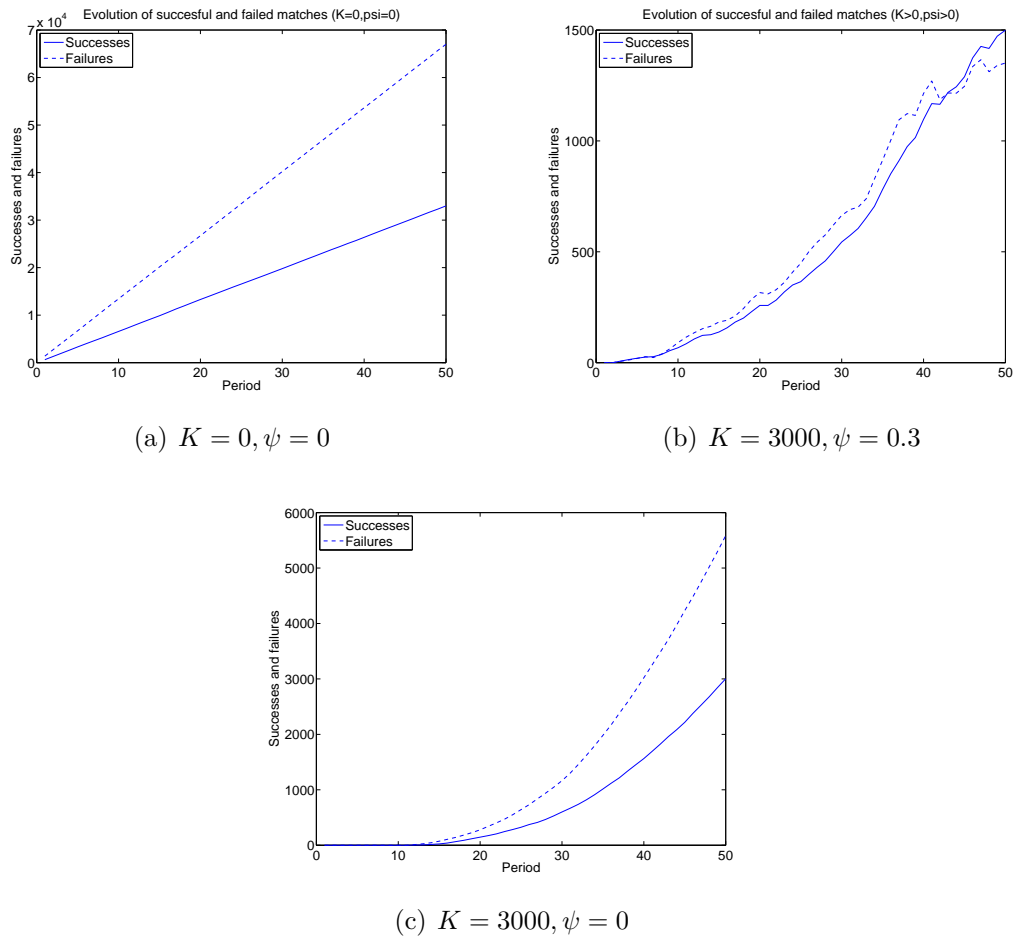 Evolution of succesful and failed matches (K=0,psi=0)
7 x 10^4
Successes
Failures
6
5
4
3
2
1
0
Successes and failures
0 10 20 30 40 50
Period
(a) K = 0, ψ = 0
Evolution of succesful and failed matches (K>0,psi>0)
1500
Successes
Failures
1000
500
0
Successes and failures
0 10 20 30 40 50
Period
(b) K = 3000, ψ = 0.3
6000
Successes
Failures
5000
4000
3000
2000
1000
0
Successes and failures
0 10 20 30 40 50
Period
(c) K = 3000, ψ = 0